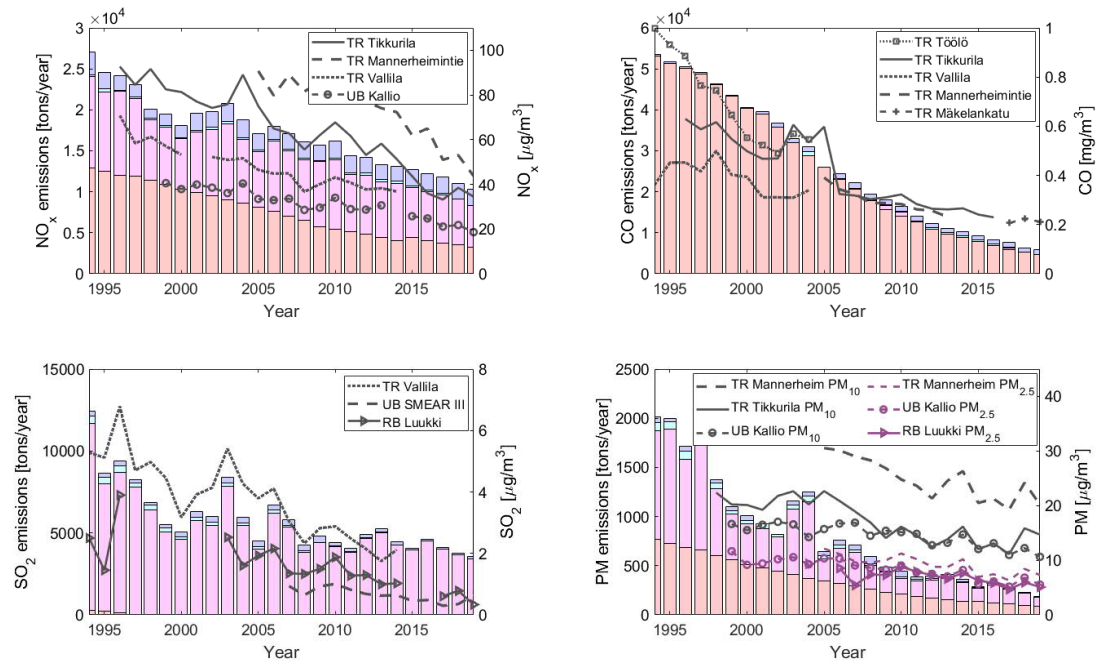 ×10⁴
NOₓ emissions [tons/year]
3
2.5
2
1.5
1
0.5
0
TR Tikkurila
TR Mannerheimintie
TR Vallila
UB Kallio
100
80
60
40
20
0
NOₓ [μg/m³]
1995 2000 2005 2010 2015
Year
×10⁴
CO emissions [tons/year]
6
5
4
3
2
1
0
TR Töölö
TR Tikkurila
TR Vallila
TR Mannerheimintie
TR Mäkelankatu
1
0.8
0.6
0.4
0.2
0
CO [mg/m³]
1995 2000 2005 2010 2015
Year
SO₂ emissions [tons/year]
15000
10000
5000
0
TR Vallila
UB SMEAR III
RB Luukki
8
6
4
2
0
SO₂ [μg/m³]
1995 2000 2005 2010 2015
Year
PM emissions [tons/year]
2500
2000
1500
1000
500
0
TR Mannerheim PM₁₀
TR Tikkurila PM₁₀
UB Kallio PM₁₀
TR Mannerheim PM₂.₅
UB Kallio PM₂.₅
RB Luukki PM₂.₅
40
30
20
10
0
PM [μg/m³]
1995 2000 2005 2010 2015
Year